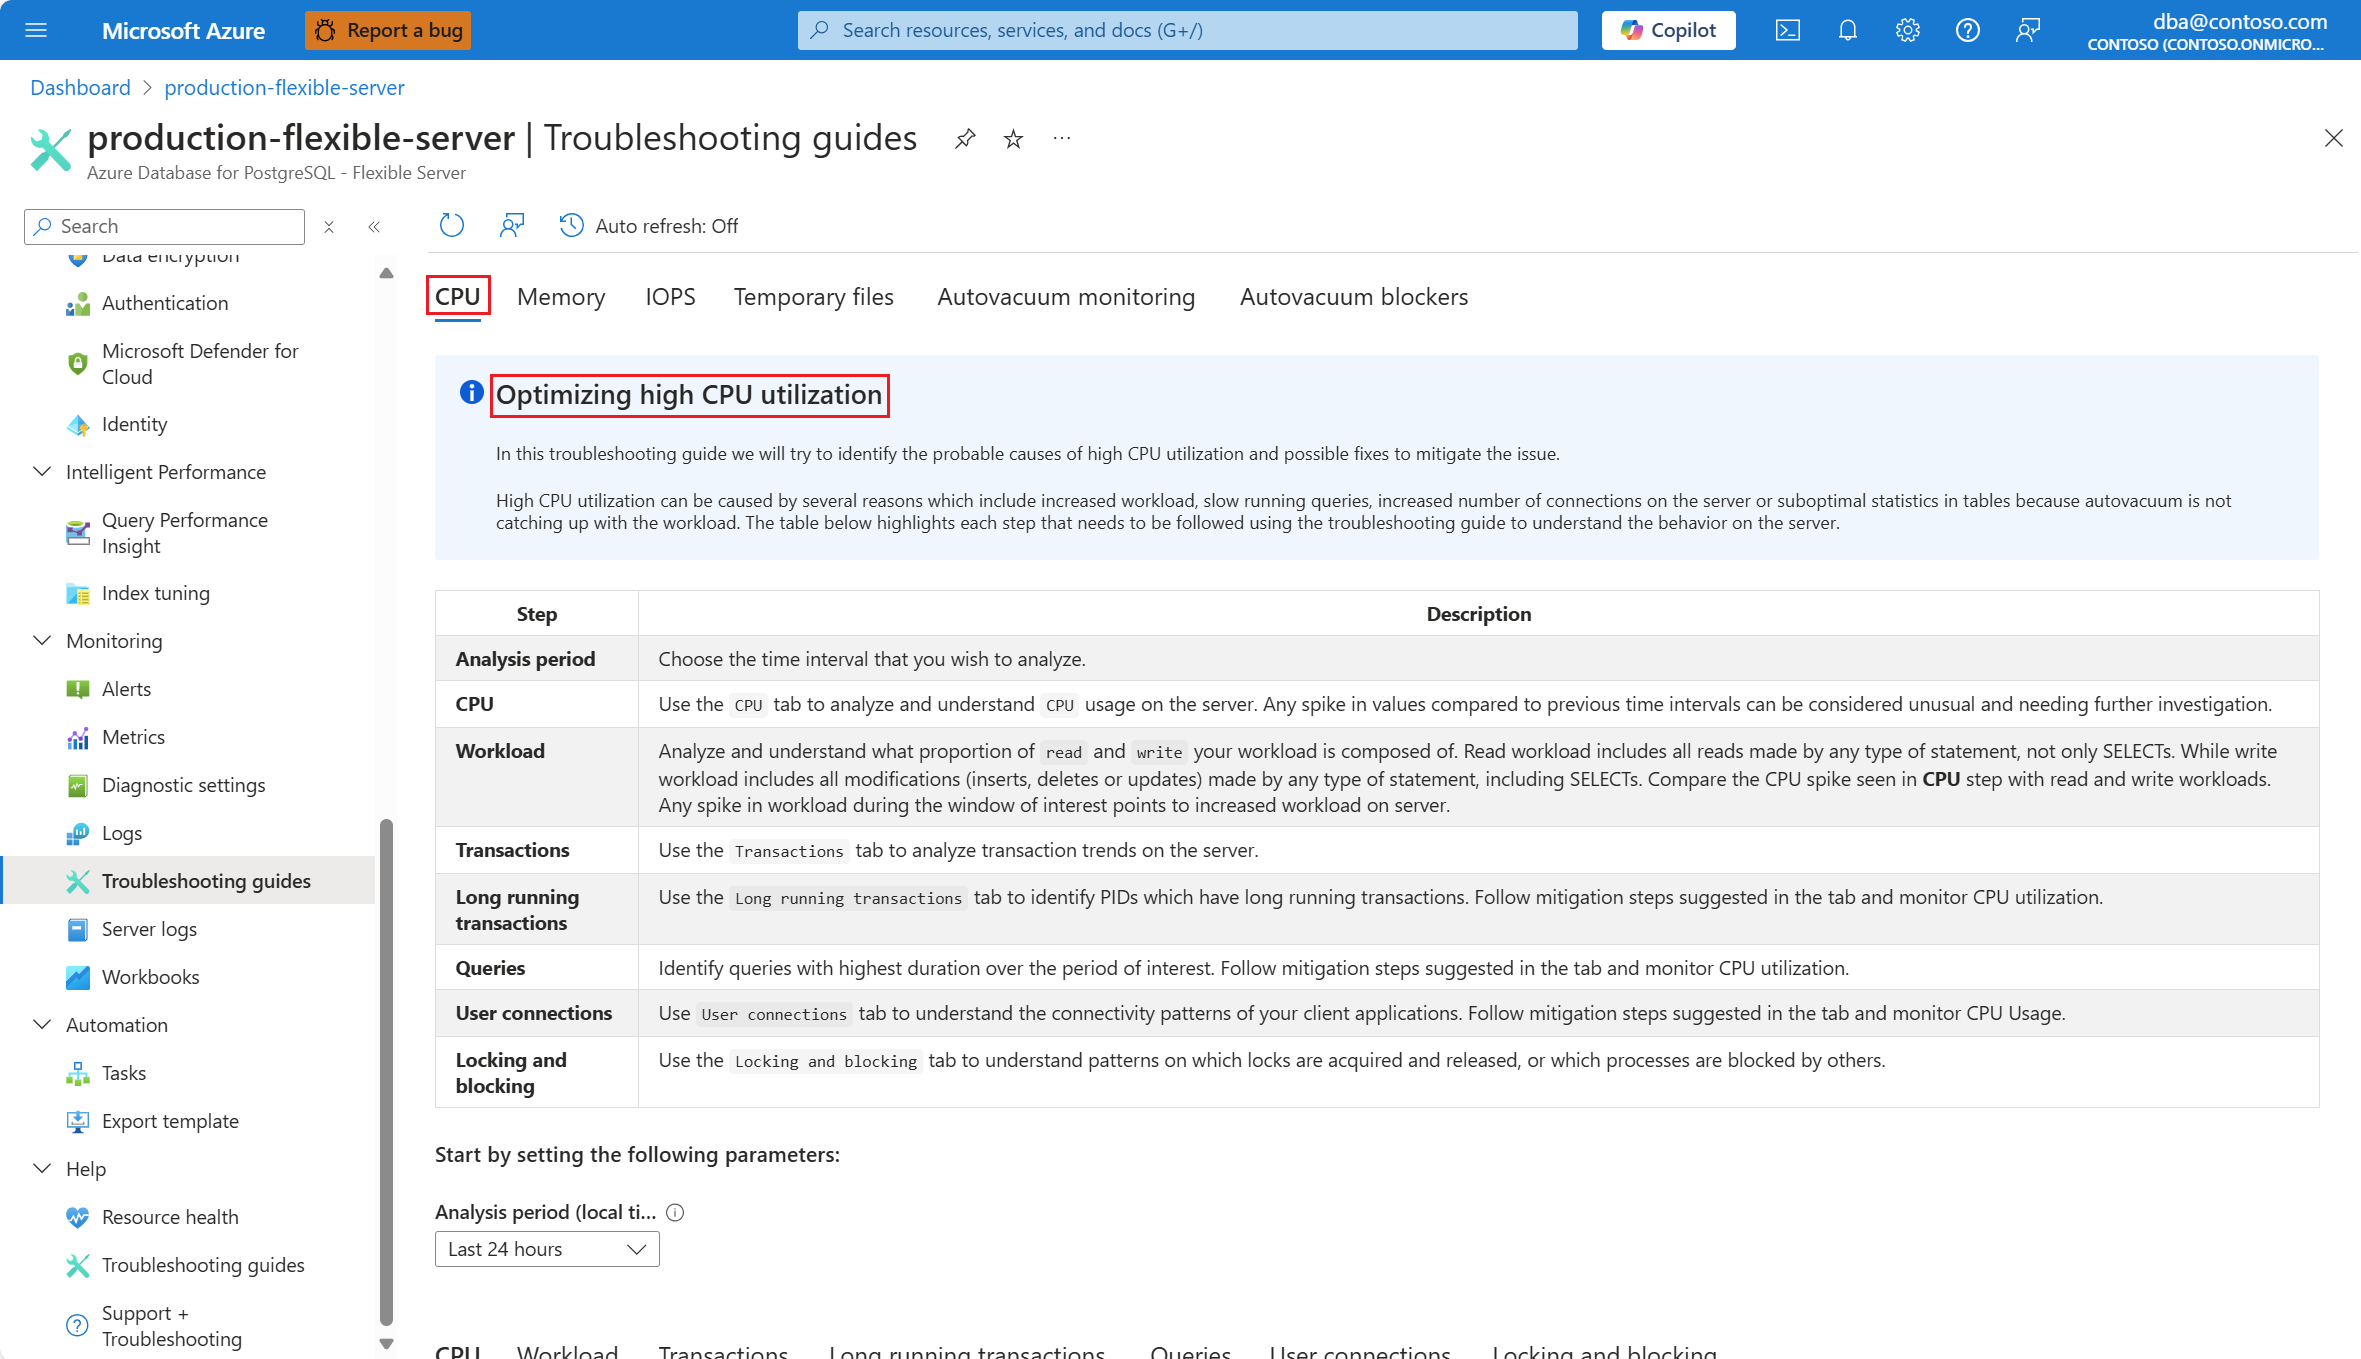 Microsoft Azure
Report a bug
Search resources, services, and docs (G+/)
Copilot
dba@contoso.com
CONTOSO (CONTOSO.ONMICRO...
Dashboard > production-flexible-server
production-flexible-server | Troubleshooting guides
Azure Database for PostgreSQL - Flexible Server
Search
Data encryption
Authentication
Microsoft Defender for
Cloud
Identity
Intelligent Performance
Query Performance
Insight
Index tuning
Monitoring
Alerts
Metrics
Diagnostic settings
Logs
Troubleshooting guides
Server logs
Workbooks
Automation
Tasks
Export template
Help
Resource health
Troubleshooting guides
Support +
Troubleshooting
Auto refresh: Off
CPU Memory IOPS Temporary files Autovacuum monitoring Autovacuum blockers
Optimizing high CPU utilization
In this troubleshooting guide we will try to identify the probable causes of high CPU utilization and possible fixes to mitigate the issue.
High CPU utilization can be caused by several reasons which include increased workload, slow running queries, increased number of connections on the server or suboptimal statistics in tables because autovacuum is not
catching up with the workload. The table below highlights each step that needs to be followed using the troubleshooting guide to understand the behavior on the server.
Step Description
Analysis period Choose the time interval that you wish to analyze.
CPU Use the CPU tab to analyze and understand CPU usage on the server. Any spike in values compared to previous time intervals can be considered unusual and needing further investigation.
Workload Analyze and understand what proportion of read and write your workload is composed of. Read workload includes all reads made by any type of statement, not only SELECTs. While write
workload includes all modifications (inserts, deletes or updates) made by any type of statement, including SELECTs. Compare the CPU spike seen in CPU step with read and write workloads.
Any spike in workload during the window of interest points to increased workload on server.
Transactions Use the Transactions tab to analyze transaction trends on the server.
Long running
transactions
Use the Long running transactions tab to identify PIDs which have long running transactions. Follow mitigation steps suggested in the tab and monitor CPU utilization.
Queries Identify queries with highest duration over the period of interest. Follow mitigation steps suggested in the tab and monitor CPU utilization.
User connections Use User connections tab to understand the connectivity patterns of your client applications. Follow mitigation steps suggested in the tab and monitor CPU Usage.
Locking and
blocking
Use the Locking and blocking tab to understand patterns on which locks are acquired and released, or which processes are blocked by others.
Start by setting the following parameters:
Analysis period (local ti...
Last 24 hours
CPU Workload Transactions Long running transactions Queries User connections Locking and blocking